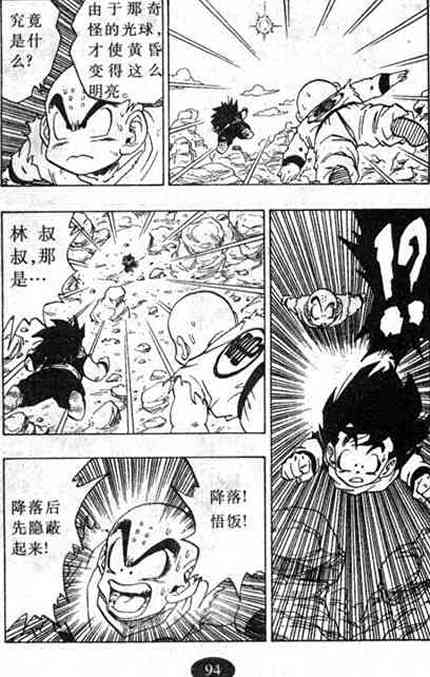 由于那奇
怪的光球,
才使黄昏
变得这么
明亮。
究竟
是什
么?
!?
林叔
叔,那
是…
降落!
悟饭!
降落后
先隐蔽
起来!
94